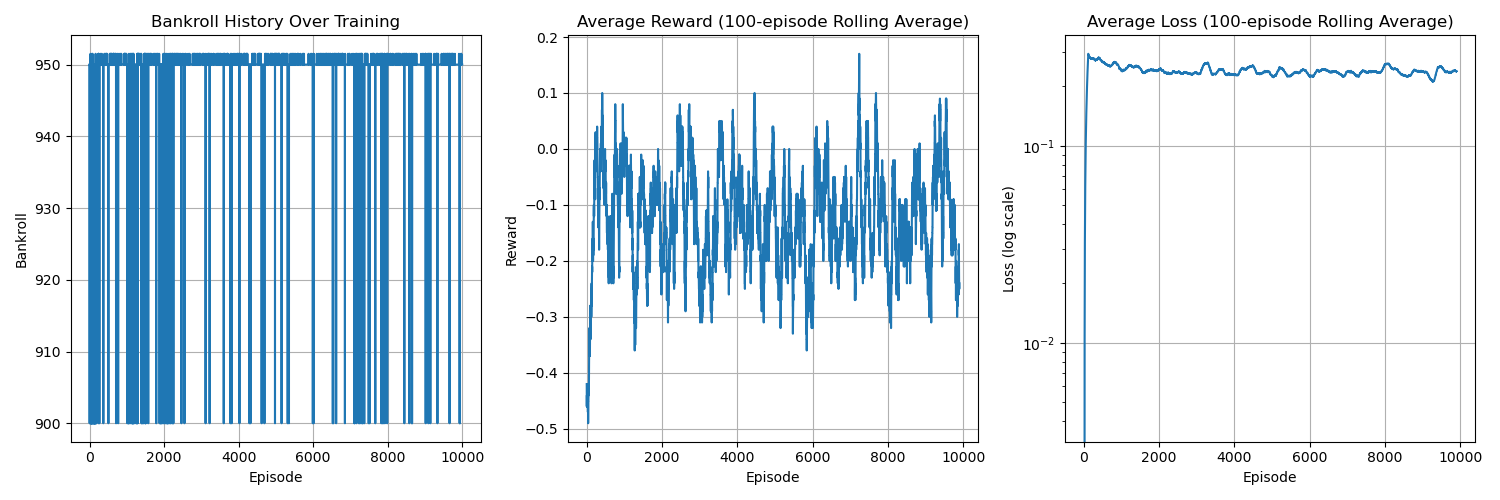 Bankroll History Over Training
Bankroll
950
940
930
920
910
900
0 2000 4000 6000 8000 10000
Episode
Average Reward (100-episode Rolling Average)
Reward
0.2
0.1
0.0
−0.1
−0.2
−0.3
−0.4
−0.5
0 2000 4000 6000 8000 10000
Episode
Average Loss (100-episode Rolling Average)
Loss (log scale)
10⁻¹
10⁻²
0 2000 4000 6000 8000 10000
Episode